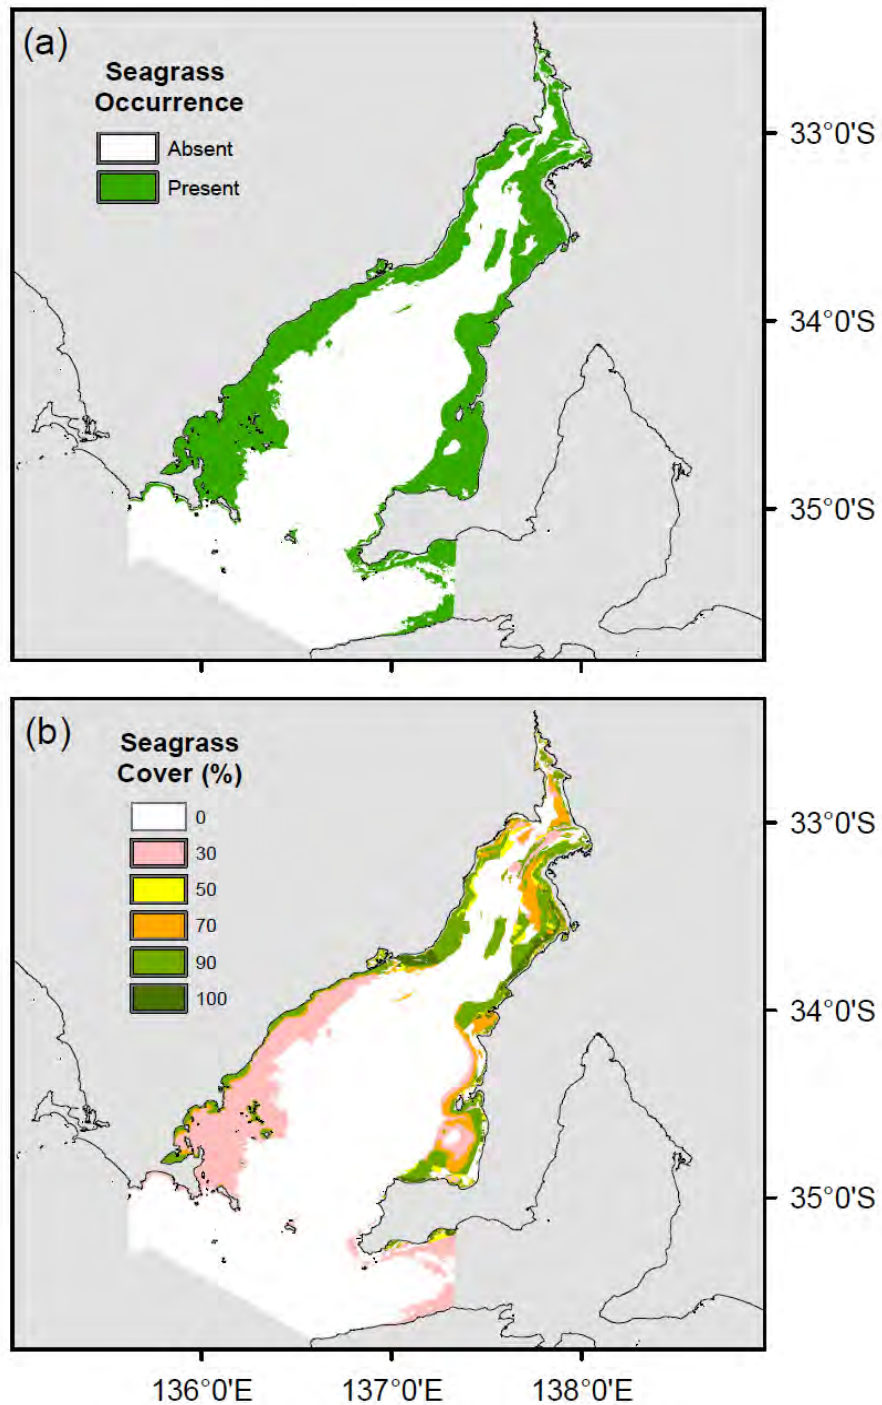 (a)
Seagrass
Occurrence
Absent
Present
33°0'S
34°0'S
35°0'S
(b)
Seagrass
Cover (%)
0
30
50
70
90
100
33°0'S
34°0'S
35°0'S
136°0'E
137°0'E
138°0'E